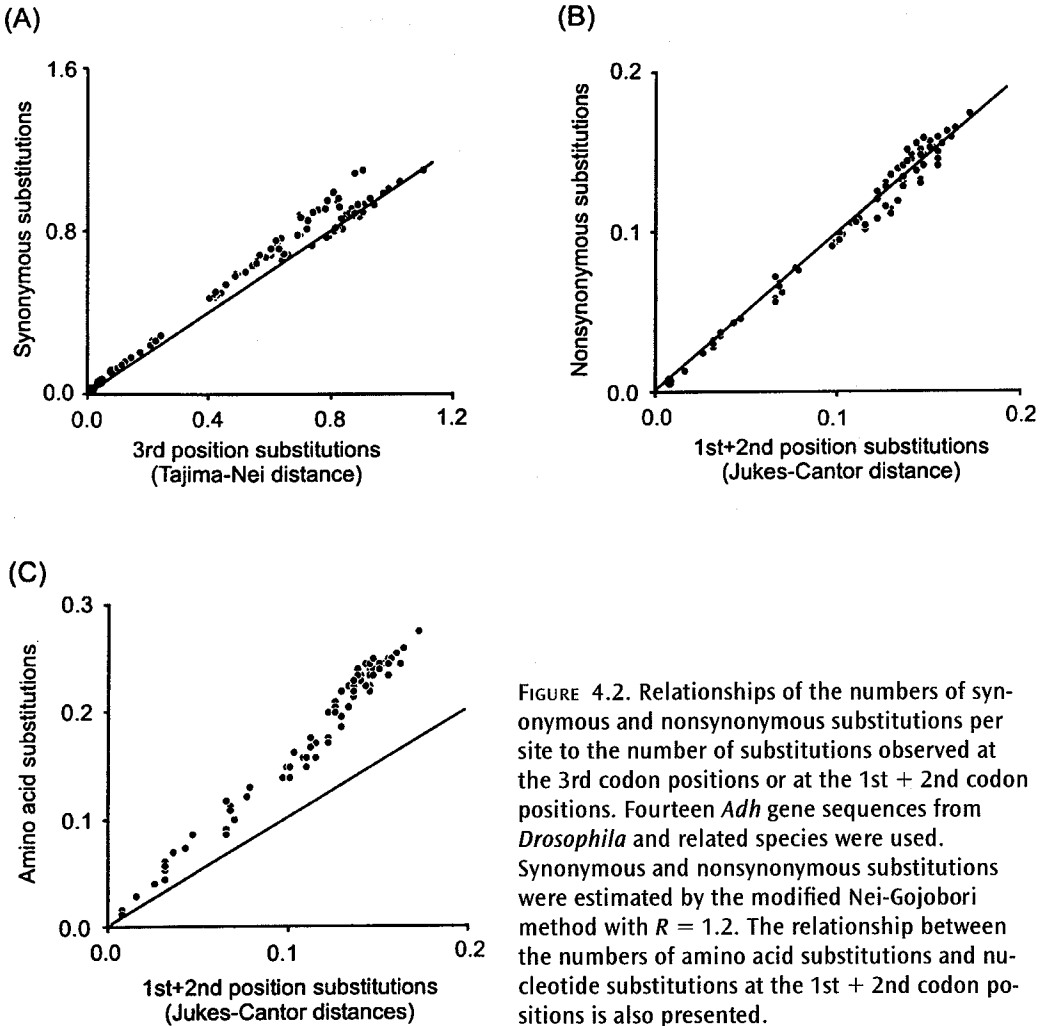 (A)
1.6
0.8
0.0
Synonymous substitutions
0.0 0.4 0.8 1.2
3rd position substitutions
(Tajima-Nei distance)
(B)
0.2
0.1
0.0
Nonsynonymous substitutions
0.0 0.1 0.2
1st+2nd position substitutions
(Jukes-Cantor distance)
(C)
0.3
0.2
0.1
0.0
Amino acid substitutions
0.0 0.1 0.2
1st+2nd position substitutions
(Jukes-Cantor distances)
FIGURE 4.2. Relationships of the numbers of syn-
onymous and nonsynonymous substitutions per
site to the number of substitutions observed at
the 3rd codon positions or at the 1st + 2nd codon
positions. Fourteen Adh gene sequences from
Drosophila and related species were used.
Synonymous and nonsynonymous substitutions
were estimated by the modified Nei-Gojobori
method with R = 1.2. The relationship between
the numbers of amino acid substitutions and nu-
cleotide substitutions at the 1st + 2nd codon po-
sitions is also presented.